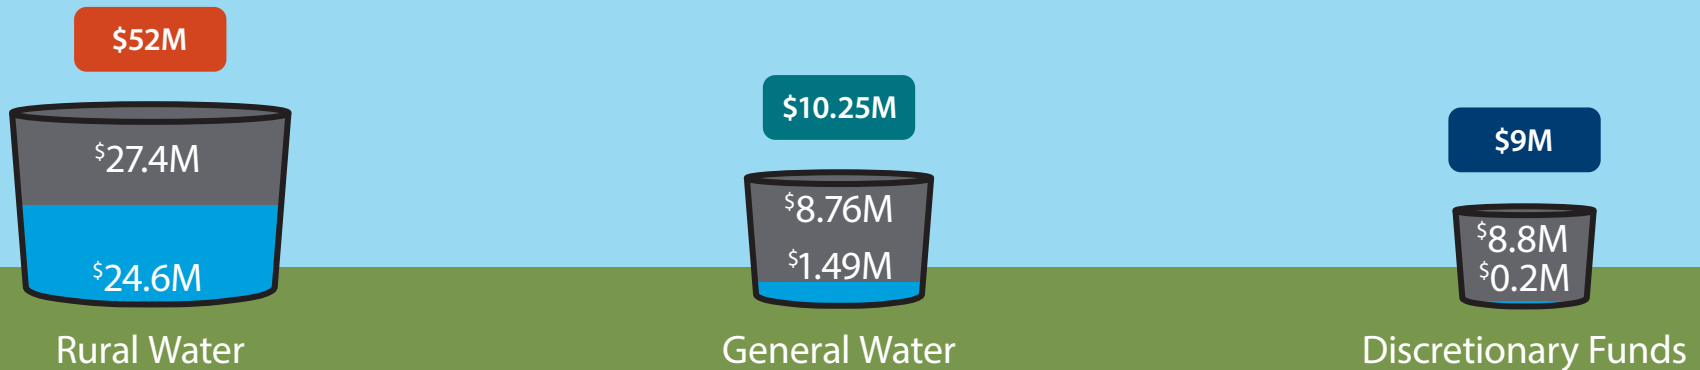 $52M
$27.4M
$24.6M
Rural Water
$10.25M
$8.76M
$1.49M
General Water
$9M
$8.8M
$0.2M
Discretionary Funds